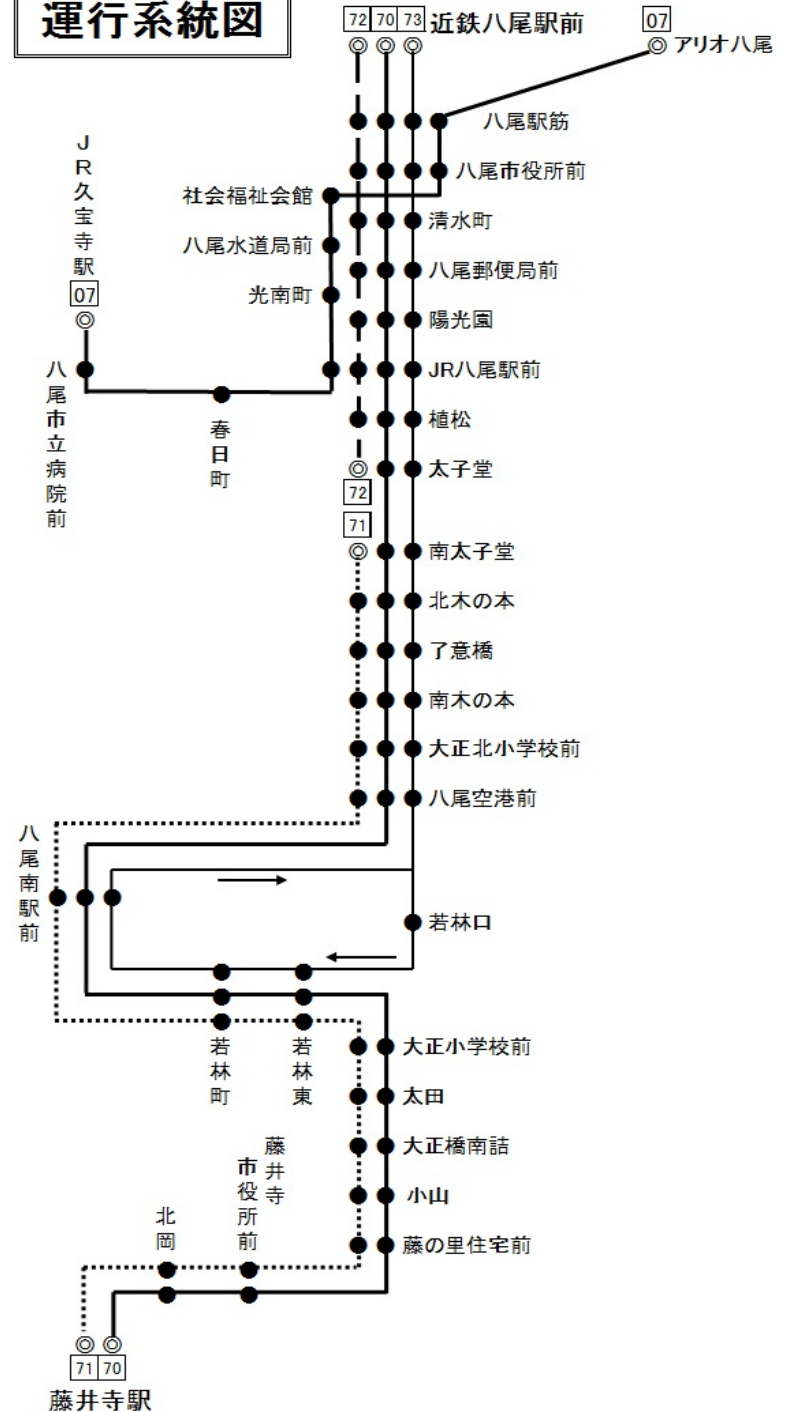 運行系統図
72 70 73 近鉄八尾駅前
07
アリオ八尾
八尾駅筋
八尾市役所前
JR久宝寺駅
07
社会福祉会館
清水町
八尾水道局前
八尾郵便局前
光南町
陽光園
八尾市立病院前
JR八尾駅前
春日町
植松
太子堂
72
71
南太子堂
北木の本
了意橋
南木の本
大正北小学校前
八尾空港前
八尾南駅前
若林口
若林町
若林東
大正小学校前
太田
大正橋南詰
藤井寺
市役所前
小山
北岡
藤の里住宅前
71 70
藤井寺駅